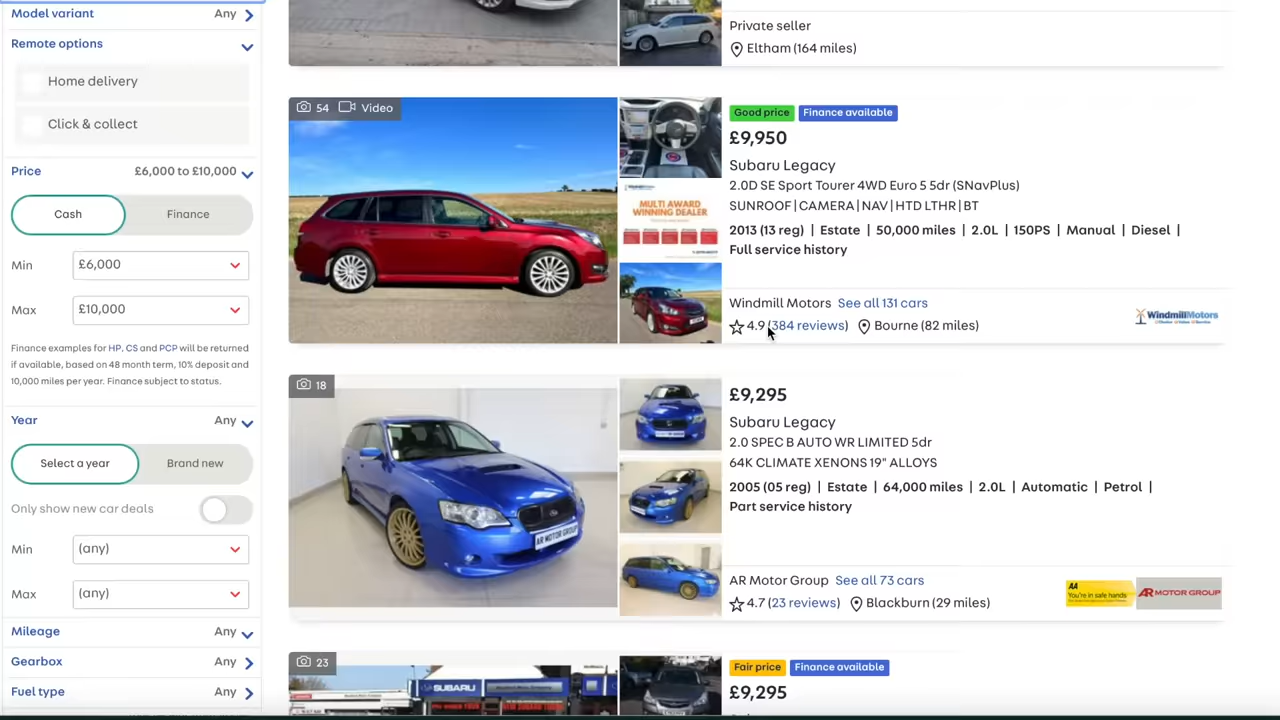 Model variant Any
Remote options
Home delivery
Click & collect
Price £6,000 to £10,000
Cash Finance
Min £6,000
Max £10,000
Finance examples for HP, CS and PCP will be returned
if available, based on 48 month term, 10% deposit and
10,000 miles per year. Finance subject to status.
Year Any
Select a year Brand new
Only show new car deals
Min (any)
Max (any)
Mileage Any
Gearbox Any
Fuel type Any
Private seller
Eltham (164 miles)
54 Video
MULTI AWARD
WINNING DEALER
Good price Finance available
£9,950
Subaru Legacy
2.0D SE Sport Tourer 4WD Euro 5 5dr (SNavPlus)
SUNROOF|CAMERA|NAV|HTD LTHR|BT
2013 (13 reg) | Estate | 50,000 miles | 2.0L | 150PS | Manual | Diesel |
Full service history
Windmill Motors See all 131 cars
4.9 (384 reviews) Bourne (82 miles)
WindmillMotors
18
AR MOTOR GROUP
£9,295
Subaru Legacy
2.0 SPEC B AUTO WR LIMITED 5dr
64K CLIMATE XENONS 19" ALLOYS
2005 (05 reg) | Estate | 64,000 miles | 2.0L | Automatic | Petrol |
Part service history
AR Motor Group See all 73 cars
4.7 (23 reviews) Blackburn (29 miles)
AA
You're in safe hands
AR MOTOR GROUP
23
SUBARU
Fair price Finance available
£9,295